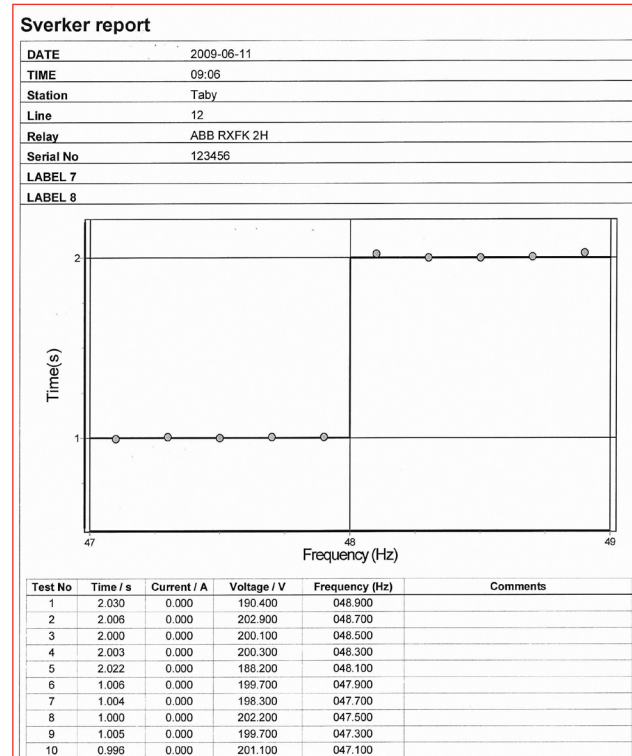 Sverker report
DATE 2009-06-11
TIME 09:06
Station Taby
Line 12
Relay ABB RXFK 2H
Serial No 123456
LABEL 7
LABEL 8
2
Time(s)
1
47 48 49
Frequency (Hz)
Test No Time / s Current / A Voltage / V Frequency (Hz) Comments
1 2.030 0.000 190.400 048.900
2 2.006 0.000 202.900 048.700
3 2.000 0.000 200.100 048.500
4 2.003 0.000 200.300 048.300
5 2.022 0.000 188.200 048.100
6 1.006 0.000 199.700 047.900
7 1.004 0.000 198.300 047.700
8 1.000 0.000 202.200 047.500
9 1.005 0.000 199.700 047.300
10 0.996 0.000 201.100 047.100